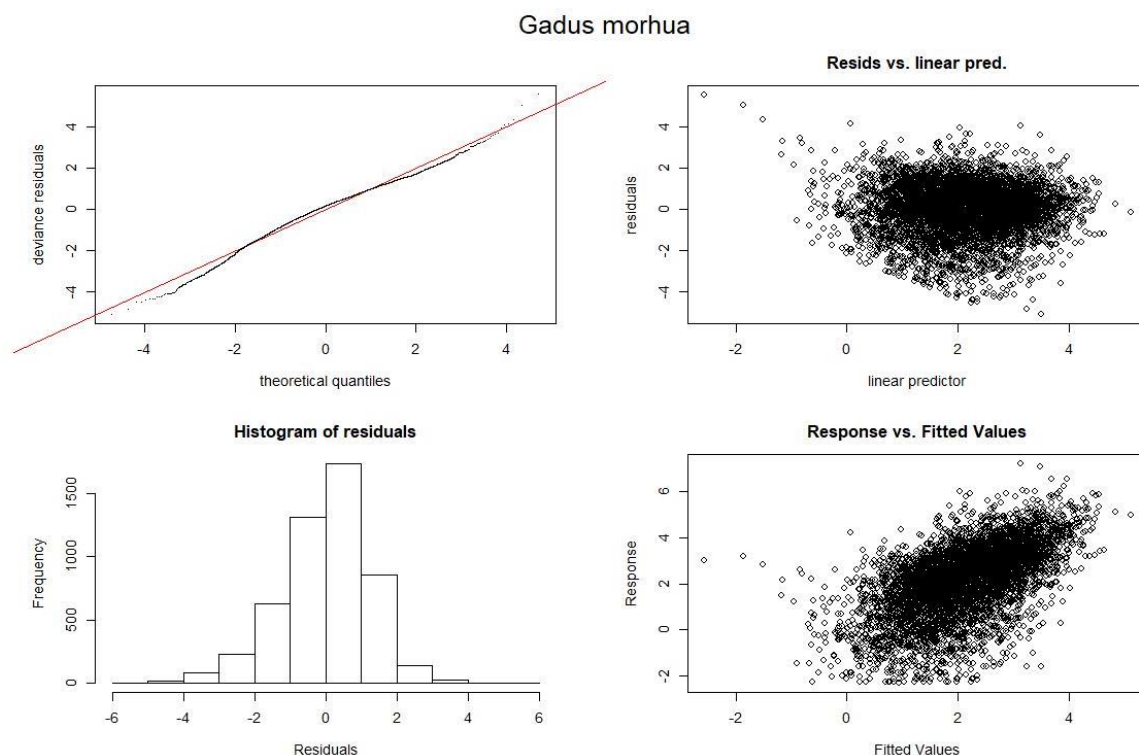 Gadus morhua
deviance residuals
4
2
0
-2
-4
-4 -2 0 2 4
theoretical quantiles
Resids vs. linear pred.
residuals
4
2
0
-2
-4
-2 0 2 4
linear predictor
Histogram of residuals
Frequency
1500
1000
500
0
-6 -4 -2 0 2 4 6
Residuals
Response vs. Fitted Values
Response
6
4
2
0
-2
-2 0 2 4
Fitted Values